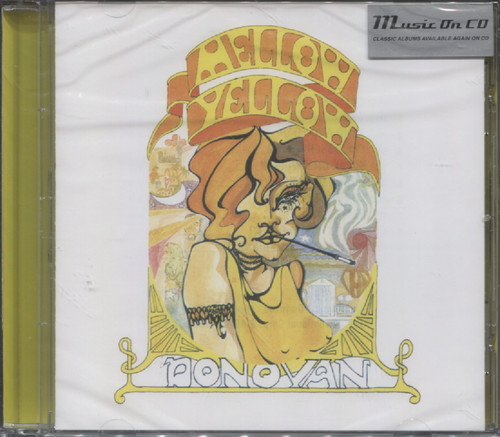 Music On CD
CLASSIC ALBUMS AVAILABLE AGAIN ON CD
MELLOW
YELLOW
DONOVAN